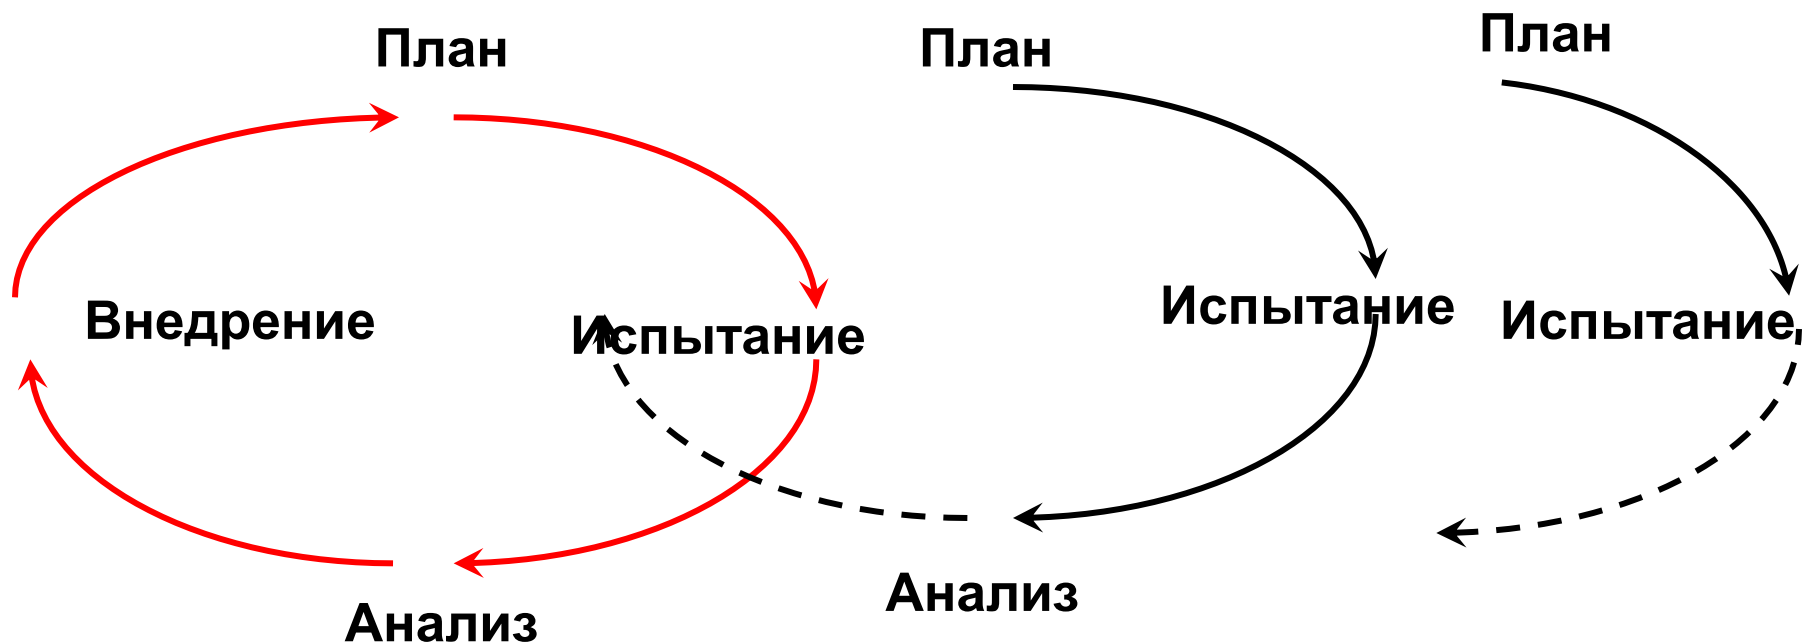 План
План
План
Внедрение
Испытание
Испытание
Испытание
Анализ
Анализ